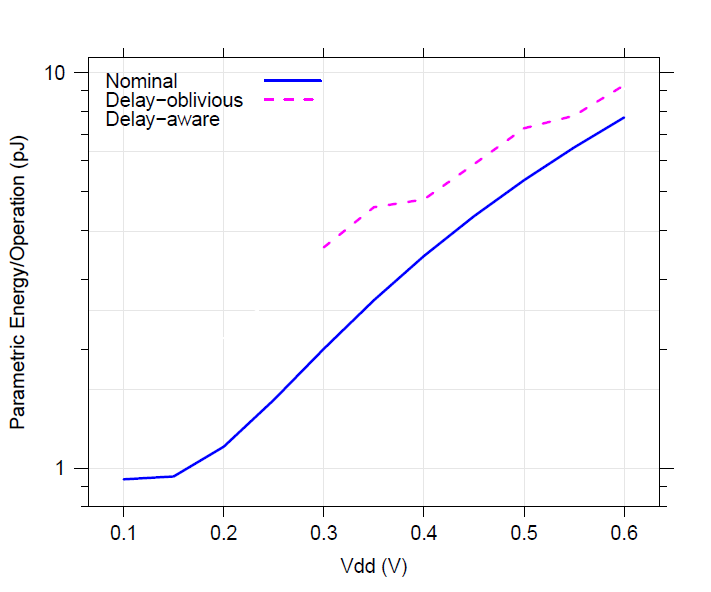 10
Nominal
Delay-oblivious
Delay-aware
Parametric Energy/Operation (pJ)
1
0.1 0.2 0.3 0.4 0.5 0.6
Vdd (V)